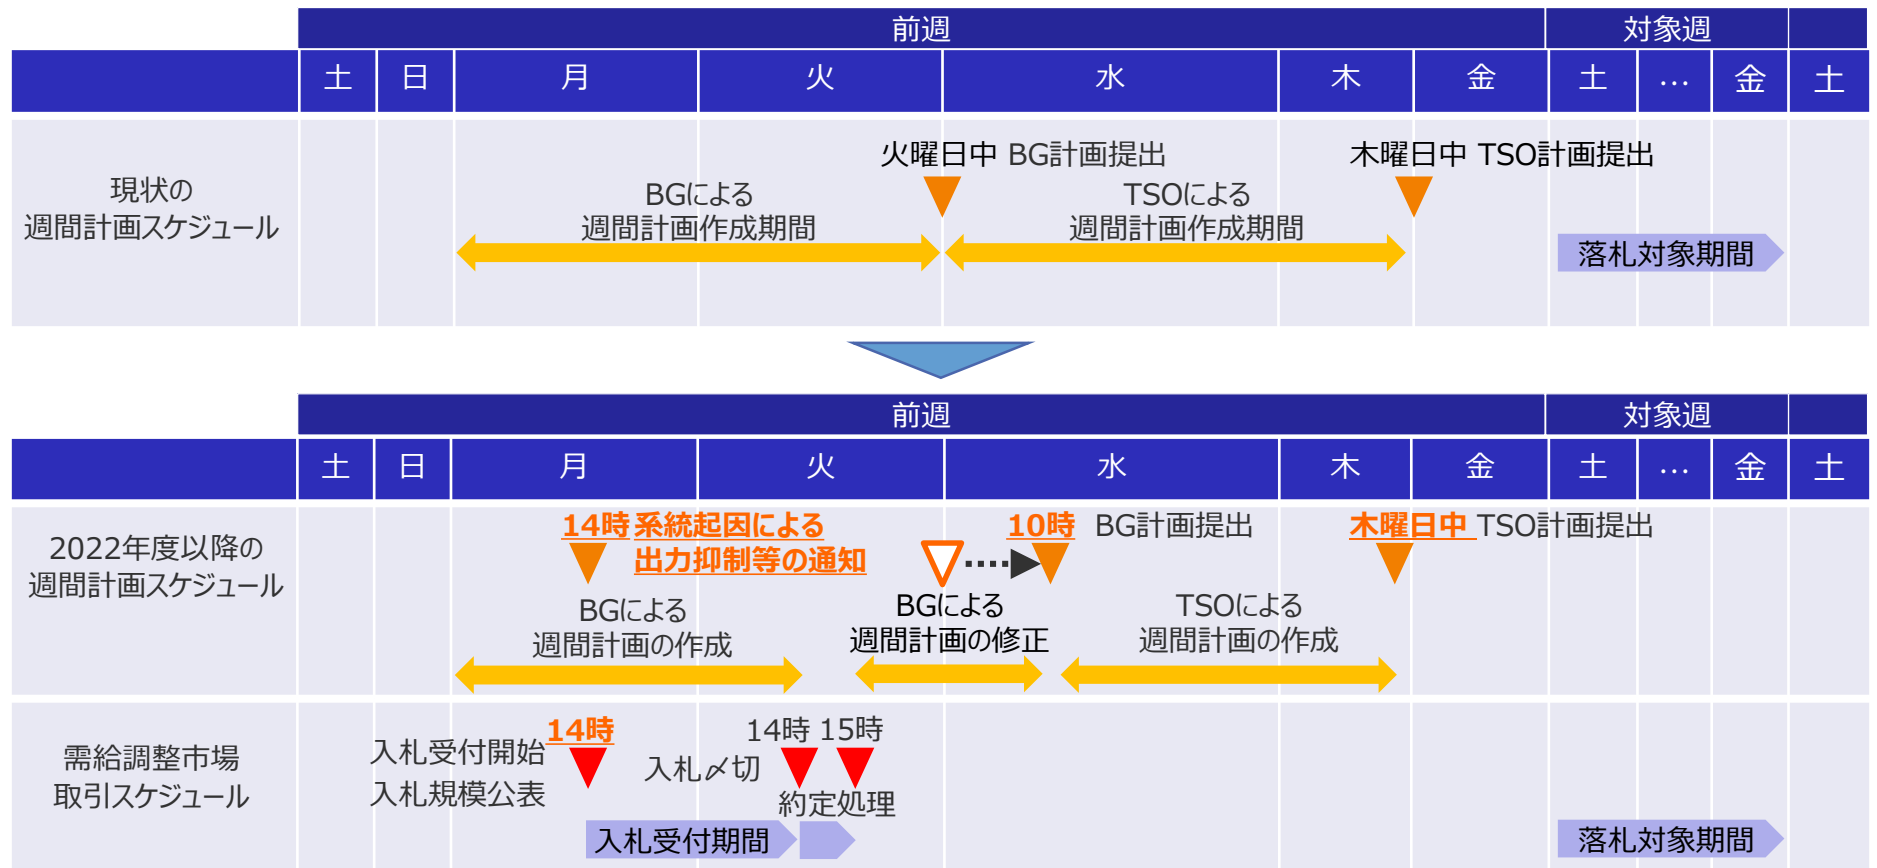 前週
対象週
土 日 月 火 水 木 金 土 … 金 土
火曜日中 BG計画提出
木曜日中 TSO計画提出
現状の
週間計画スケジュール
BGによる
週間計画作成期間
TSOによる
週間計画作成期間
落札対象期間
前週
対象週
土 日 月 火 水 木 金 土 … 金 土
2022年度以降の
週間計画スケジュール
14時 系統起因による
出力抑制等の通知
10時 BG計画提出
木曜日中 TSO計画提出
BGによる
週間計画の作成
BGによる
週間計画の修正
TSOによる
週間計画の作成
需給調整市場
取引スケジュール
14時
入札受付開始
入札規模公表
14時 15時
入札〆切
約定処理
入札受付期間
落札対象期間